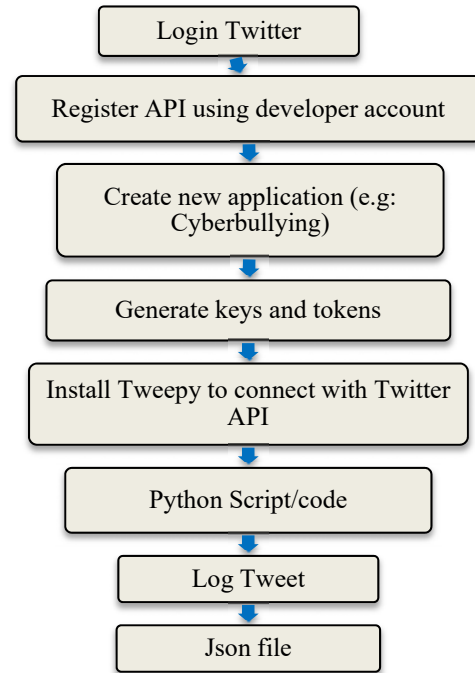 Login Twitter
Register API using developer account
Create new application (e.g:
Cyberbullying)
Generate keys and tokens
Install Tweepy to connect with Twitter
API
Python Script/code
Log Tweet
Json file